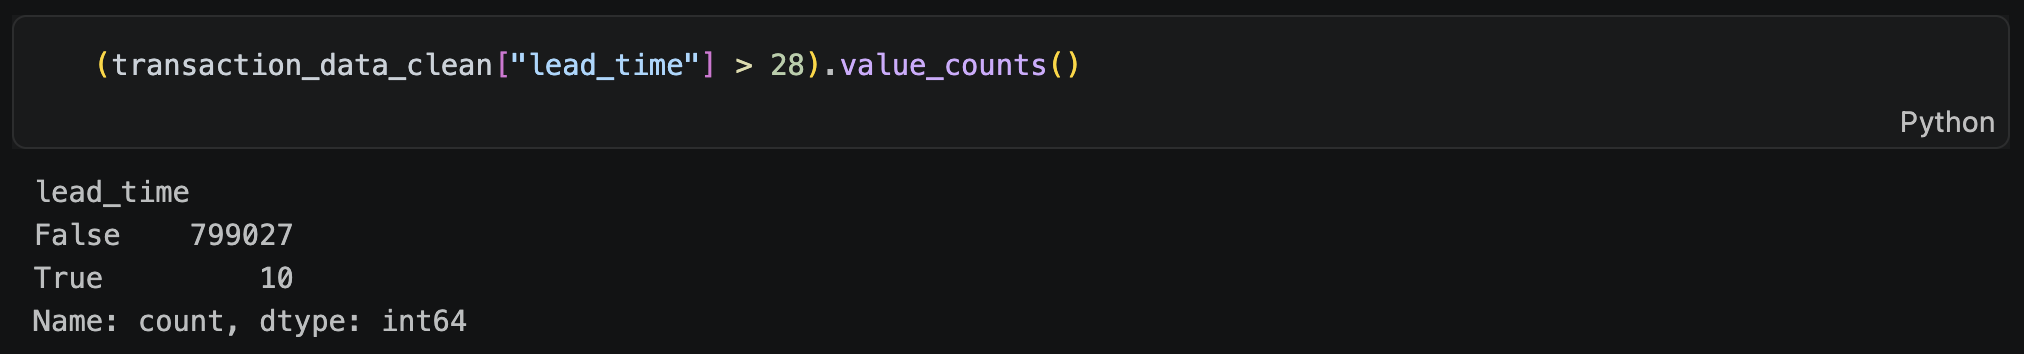 (transaction_data_clean["lead_time"] > 28).value_counts()
Python
lead_time
False    799027
True         10
Name: count, dtype: int64